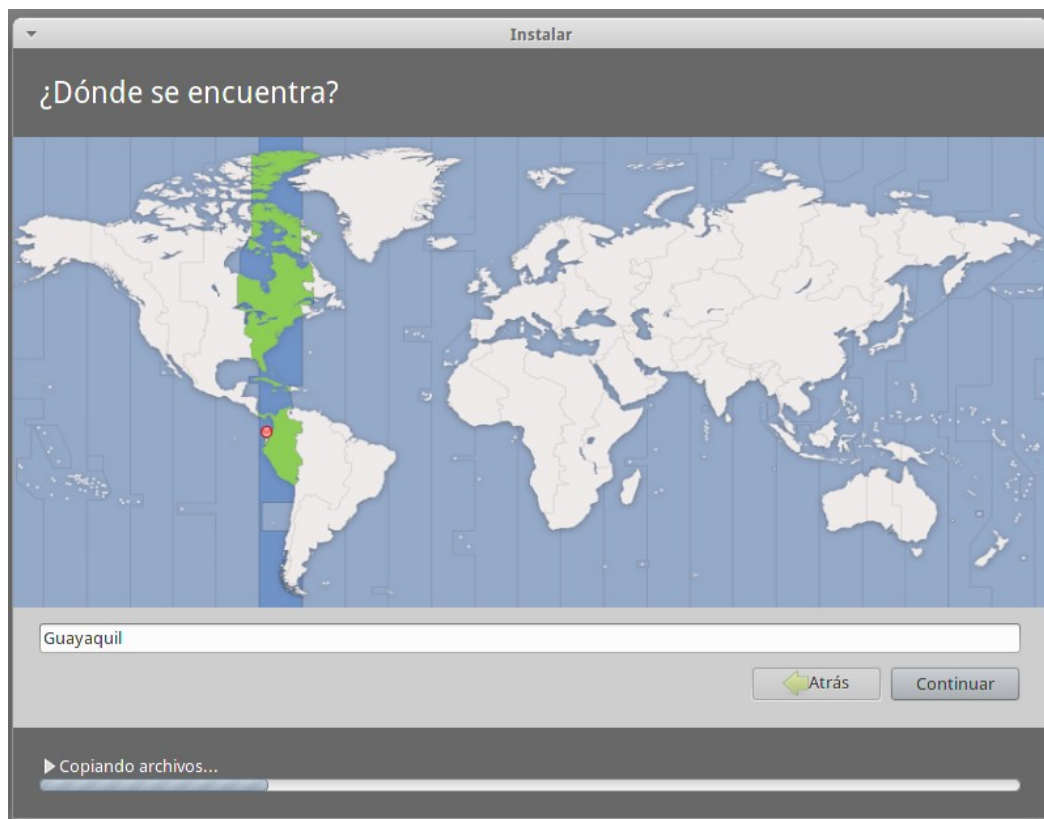 Instalar
¿Dónde se encuentra?
Guayaquil
Atrás
Continuar
Copiando archivos...